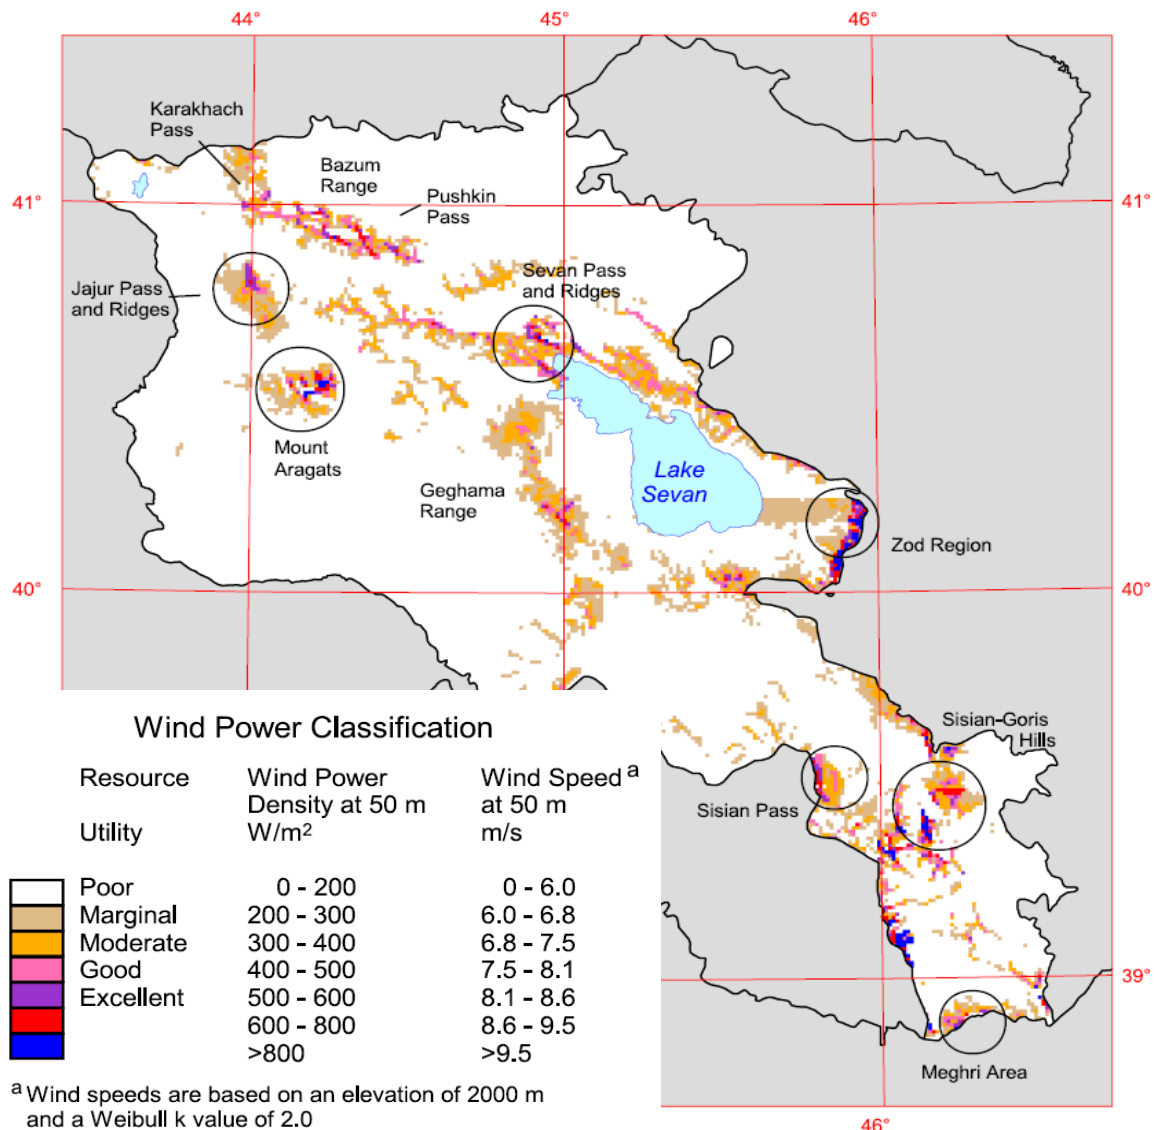 44°
45°
46°
Karakhach
Pass
Bazum
Range
Pushkin
Pass
41°
41°
Sevan Pass
and Ridges
Jajur Pass
and Ridges
Mount
Aragats
Lake
Sevan
Geghama
Range
Zod Region
40°
40°
Sisian-Goris
Hills
Sisian Pass
39°
Meghri Area
46°
Wind Power Classification
Resource Wind Power Wind Speed a
Density at 50 m at 50 m
Utility W/m2 m/s
Poor 0 - 200 0 - 6.0
Marginal 200 - 300 6.0 - 6.8
Moderate 300 - 400 6.8 - 7.5
Good 400 - 500 7.5 - 8.1
Excellent 500 - 600 8.1 - 8.6
600 - 800 8.6 - 9.5
>800 >9.5
a Wind speeds are based on an elevation of 2000 m
and a Weibull k value of 2.0